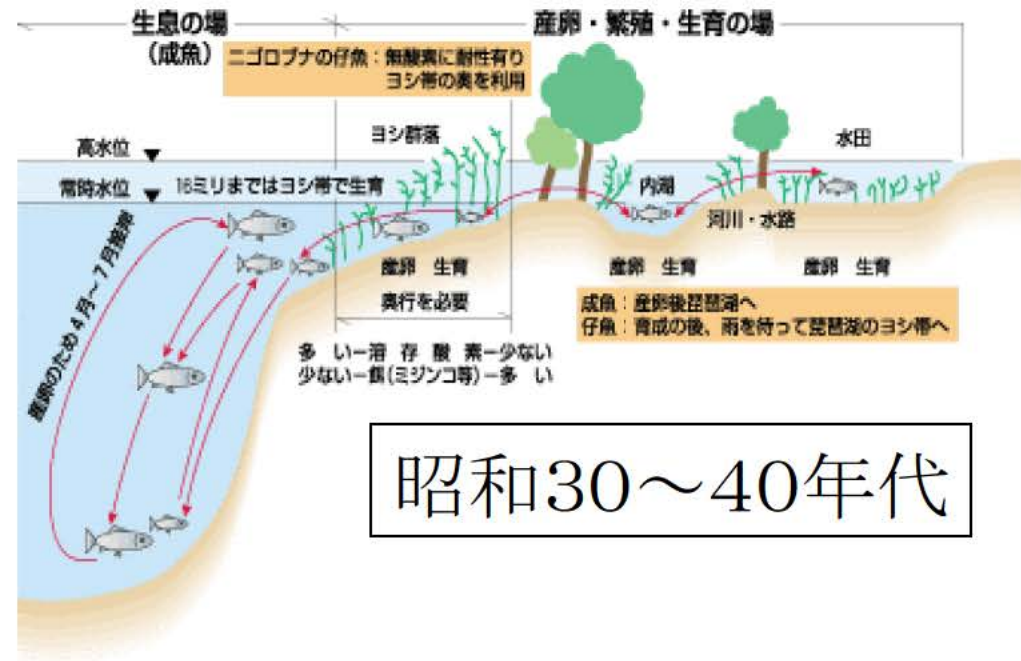 生息の場
(成魚)
産卵・繁殖・生育の場
ニゴロブナの仔魚:無酸素に耐性有り
ヨシ帯の奥を利用
ヨシ群落
水田
高水位
常時水位
16ミリまではヨシ帯で生育
内湖
河川・水路
産卵のため4月~7月接岸
産卵 生育
産卵 生育
産卵 生育
奥行を必要
成魚:産卵後琵琶湖へ
仔魚:育成の後、雨を待って琵琶湖のヨシ帯へ
多 い-溶 存 酸 素-少ない
少ない-餌(ミジンコ等)-多 い
昭和30~40年代